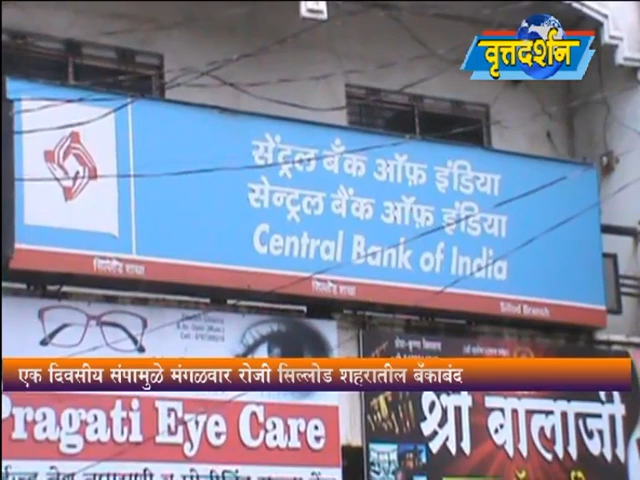 वृत्तदर्शन
सेंट्रल बँक ऑफ़ इंडिया
सेन्ट्रल बैंक ऑफ़ इंडिया
Central Bank of India
सिल्लोड शाखा
सिल्लोड शाखा
Sillod Branch
एक दिवसीय संपामुळे मंगळवार रोजी सिल्लोड शहरातील बँकाबंद
Pragati Eye Care
श्री बालाजी